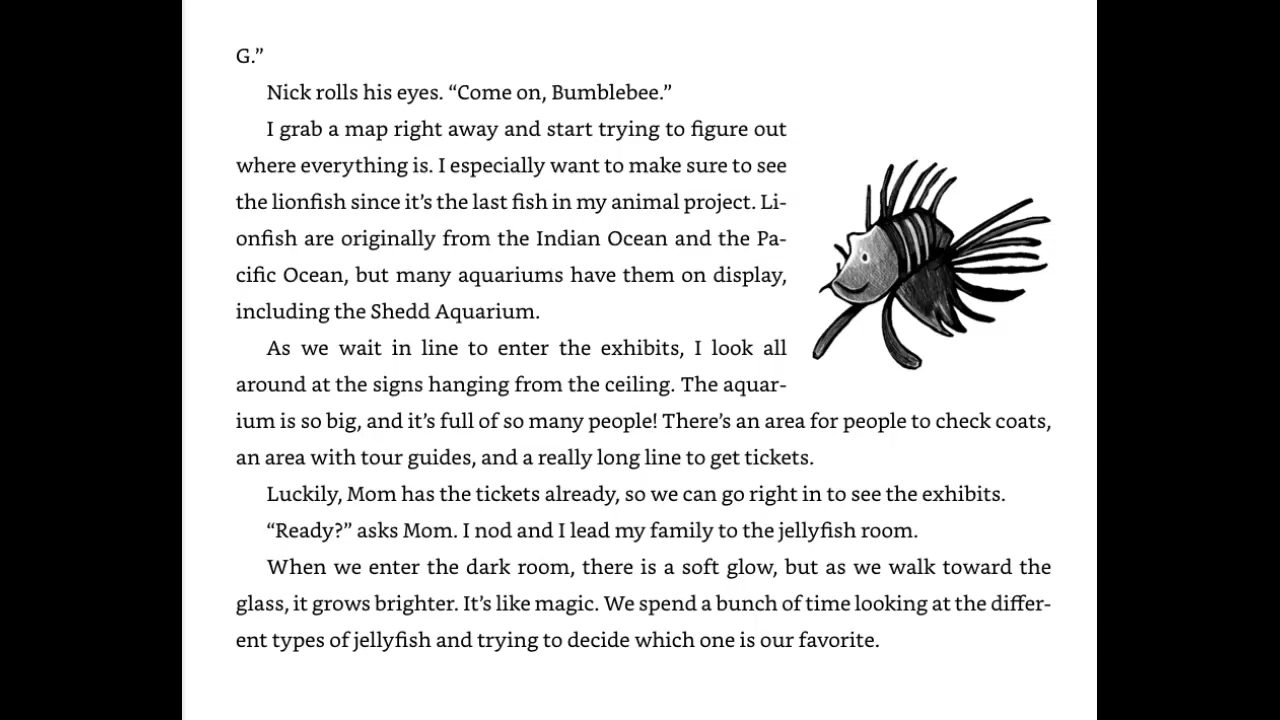 G.”
Nick rolls his eyes. “Come on, Bumblebee.”
I grab a map right away and start trying to figure out
where everything is. I especially want to make sure to see
the lionfish since it’s the last fish in my animal project. Li-
onfish are originally from the Indian Ocean and the Pa-
cific Ocean, but many aquariums have them on display,
including the Shedd Aquarium.
As we wait in line to enter the exhibits, I look all
around at the signs hanging from the ceiling. The aquar-
ium is so big, and it’s full of so many people! There’s an area for people to check coats,
an area with tour guides, and a really long line to get tickets.
Luckily, Mom has the tickets already, so we can go right in to see the exhibits.
“Ready?” asks Mom. I nod and I lead my family to the jellyfish room.
When we enter the dark room, there is a soft glow, but as we walk toward the
glass, it grows brighter. It’s like magic. We spend a bunch of time looking at the differ-
ent types of jellyfish and trying to decide which one is our favorite.